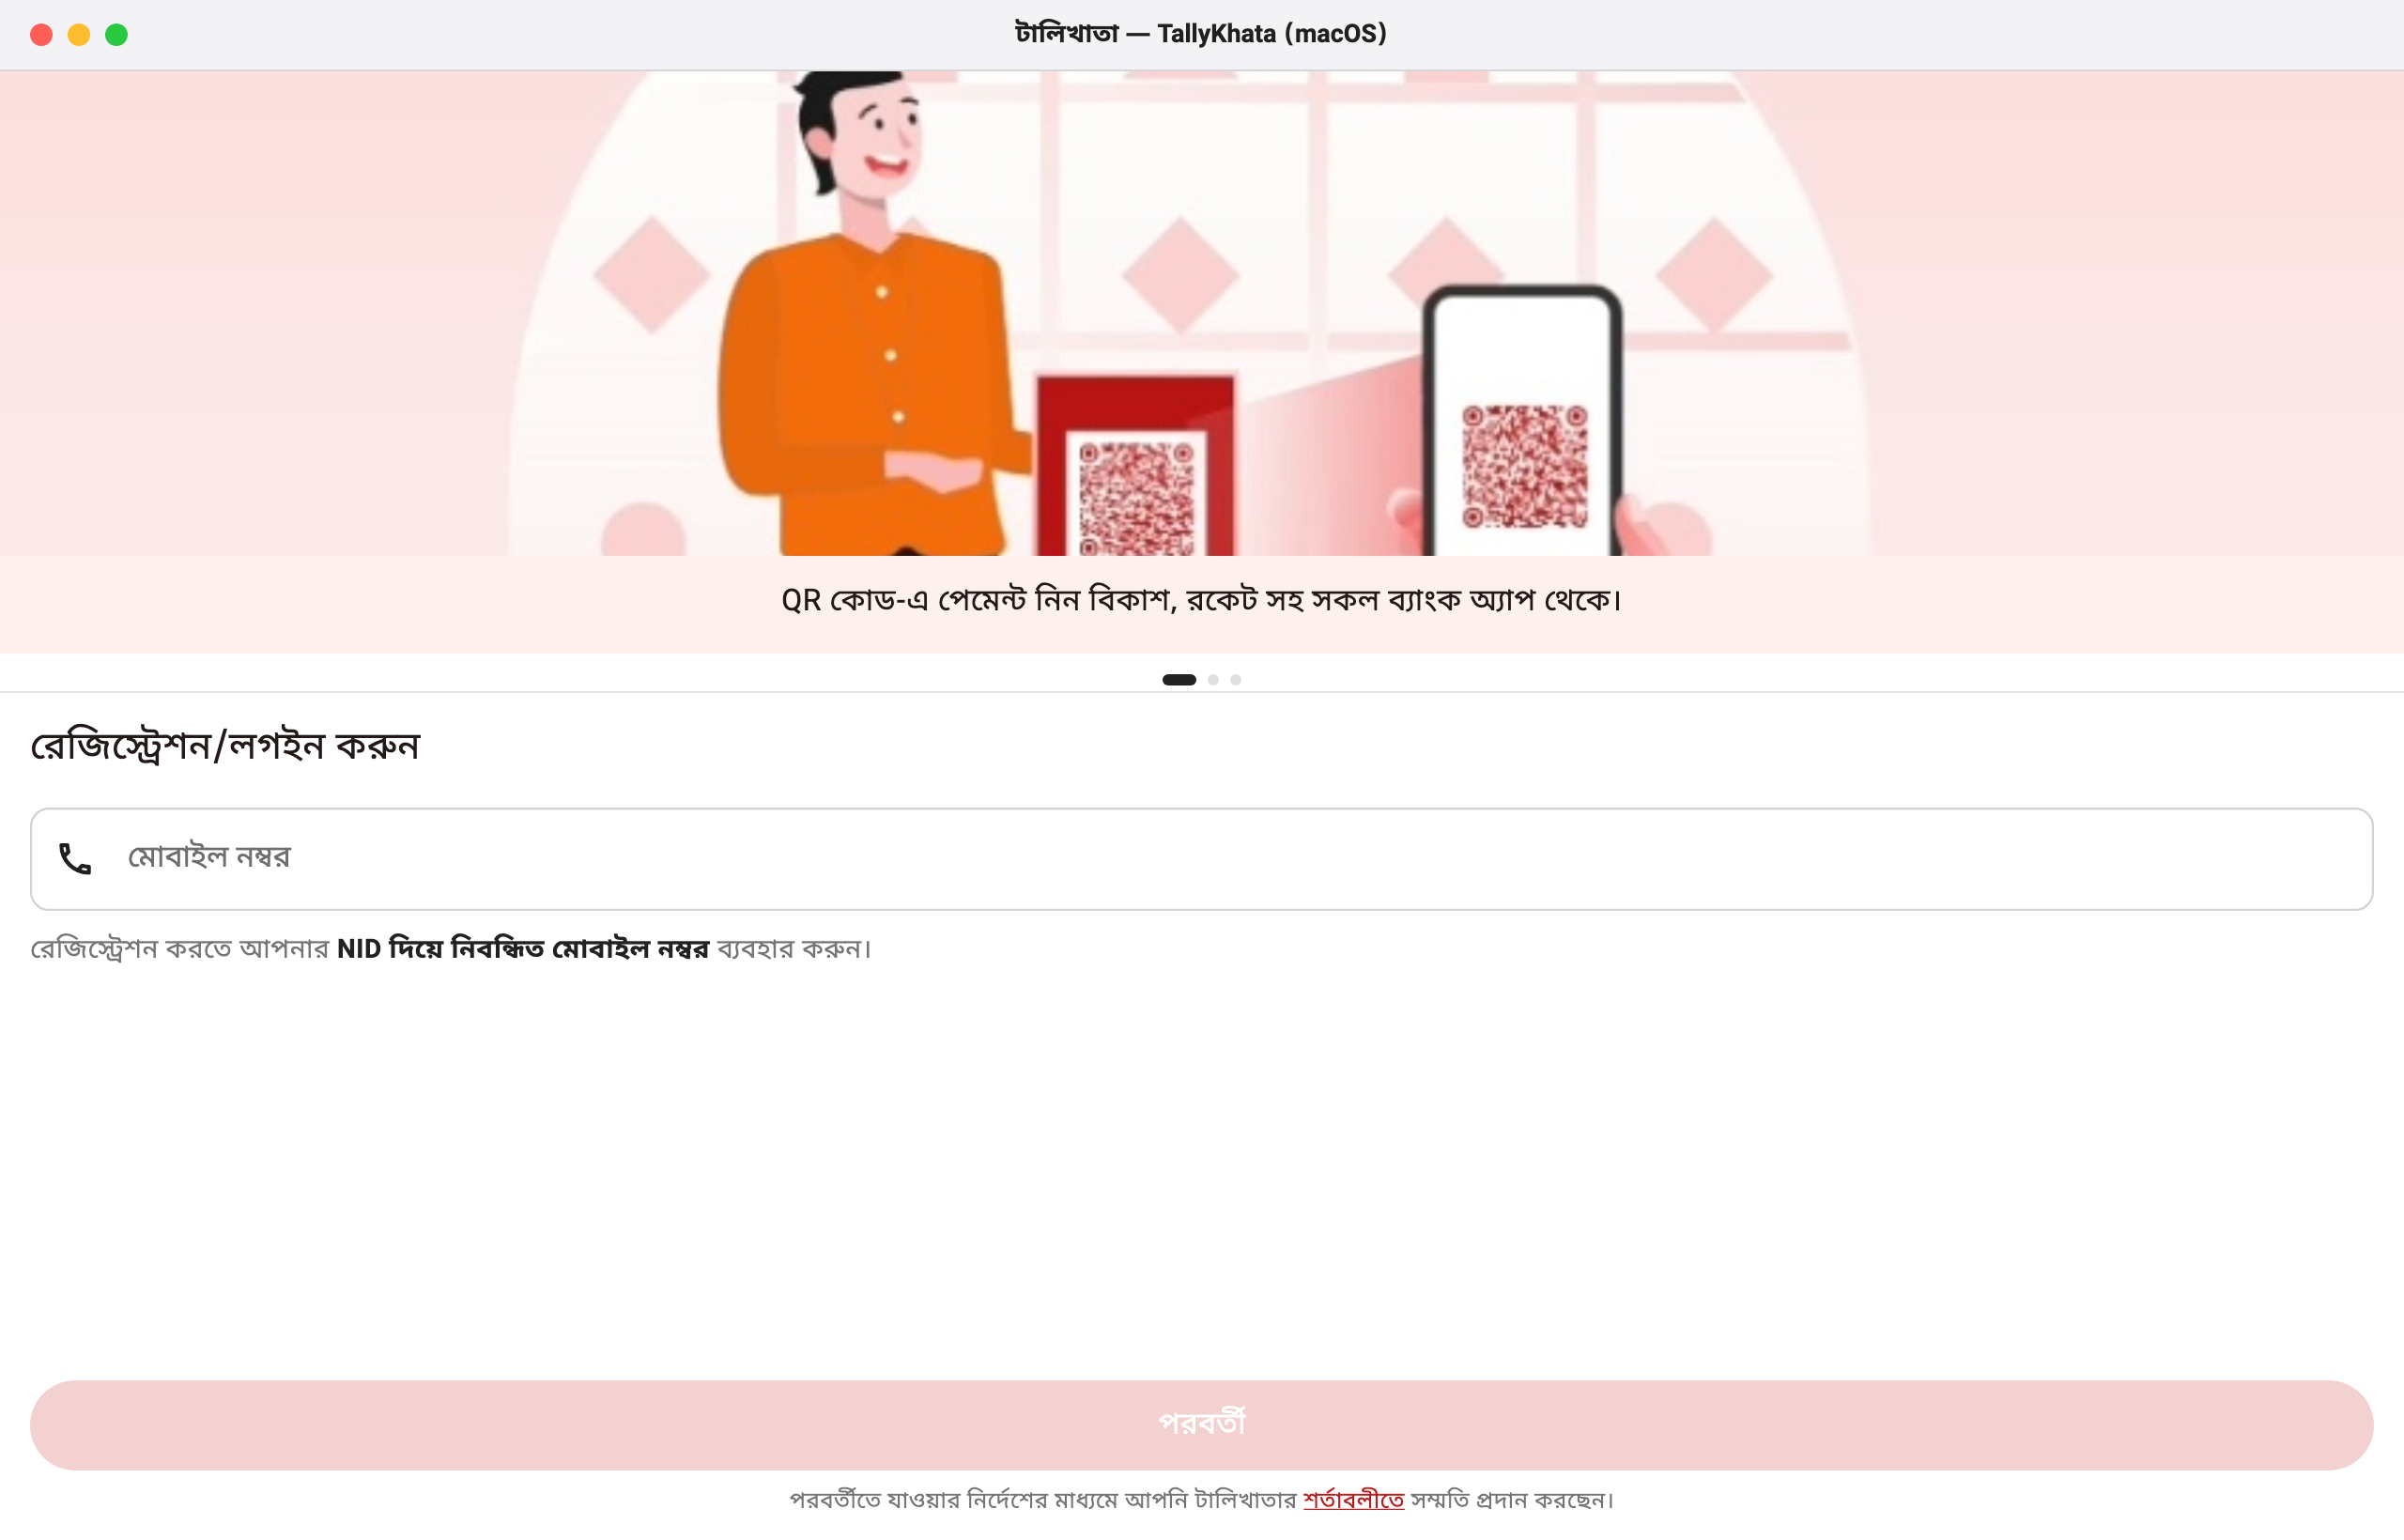 টালিখাতা — TallyKhata (macOS)
QR কোড-এ পেমেন্ট নিন বিকাশ, রকেট সহ সকল ব্যাংক অ্যাপ থেকে।
রেজিস্ট্রেশন/লগইন করুন
মোবাইল নম্বর
রেজিস্ট্রেশন করতে আপনার NID দিয়ে নিবন্ধিত মোবাইল নম্বর ব্যবহার করুন।
পরবর্তী
পরবর্তীতে যাওয়ার নির্দেশের মাধ্যমে আপনি টালিখাতার শর্তাবলীতে সম্মতি প্রদান করছেন।